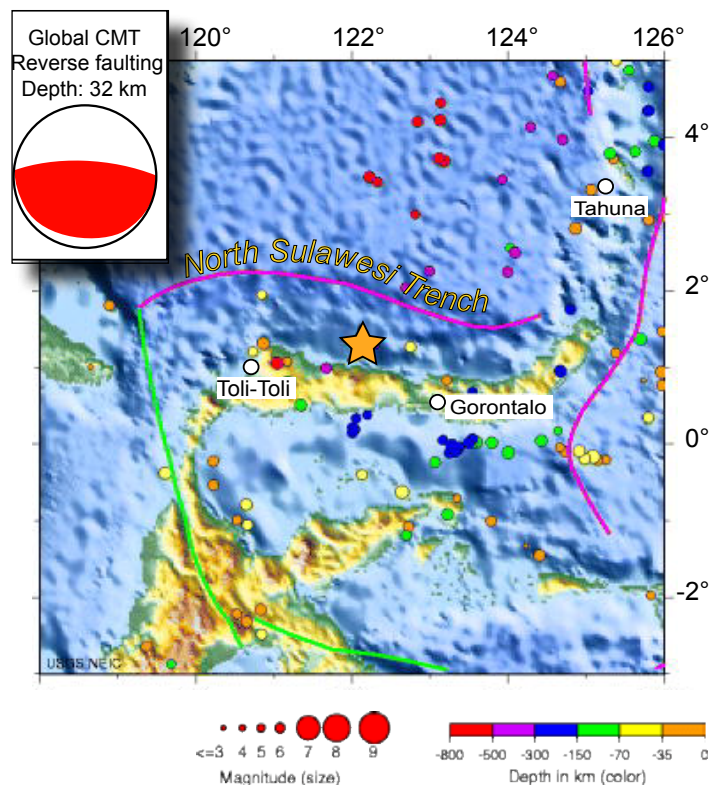 Global CMT
Reverse faulting
Depth: 32 km
120° 122° 124° 126°
4°
Tahuna
North Sulawesi Trench
2°
Toli-Toli
Gorontalo
0°
-2°
USGS NEIC
<=3 4 5 6 7 8 9
Magnitude (size)
-800 -500 -300 -150 -70 -35 0
Depth in km (color)